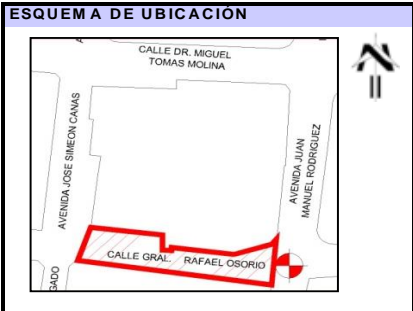 ESQUEMA DE UBICACIÓN
CALLE DR. MIGUEL
TOMAS MOLINA
AVENIDA JOSE SIMEON CANAS
AVENIDA JUAN
MANUEL RODRIGUEZ
CALLE GRAL. RAFAEL OSORIO
GADO